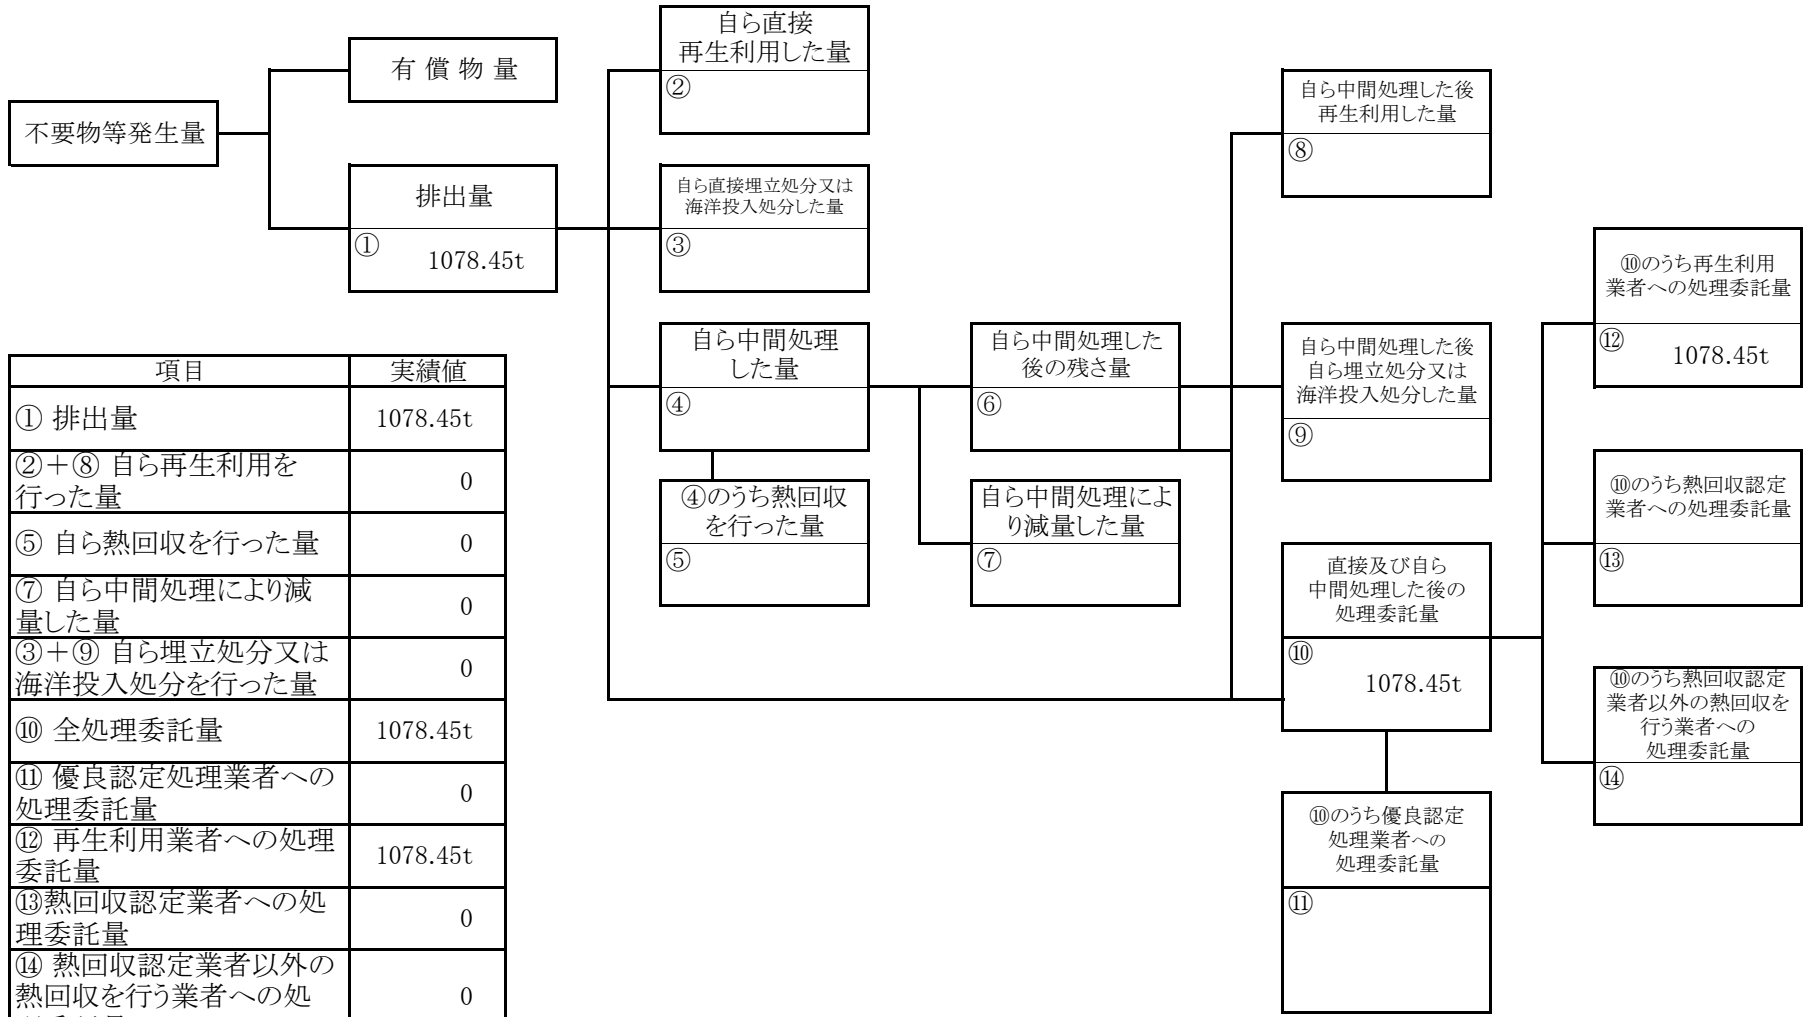 不要物等発生量
有 償 物 量
排出量
①
1078.45t
自ら直接
再生利用した量
②
自ら直接埋立処分又は
海洋投入処分した量
③
自ら中間処理
した量
④
④のうち熱回収
を行った量
⑤
自ら中間処理した
後の残さ量
⑥
自ら中間処理によ
り減量した量
⑦
自ら中間処理した後
再生利用した量
⑧
自ら中間処理した後
自ら埋立処分又は
海洋投入処分した量
⑨
直接及び自ら
中間処理した後の
処理委託量
⑩
1078.45t
⑩のうち優良認定
処理業者への
処理委託量
⑪
⑩のうち再生利用
業者への処理委託量
⑫
1078.45t
⑩のうち熱回収認定
業者への処理委託量
⑬
⑩のうち熱回収認定
業者以外の熱回収を
行う業者への
処理委託量
⑭
項目 実績値
① 排出量 1078.45t
②＋⑧ 自ら再生利用を
行った量 0
⑤ 自ら熱回収を行った量 0
⑦ 自ら中間処理により減
量した量 0
③＋⑨ 自ら埋立処分又は
海洋投入処分を行った量 0
⑩ 全処理委託量 1078.45t
⑪ 優良認定処理業者への
処理委託量 0
⑫ 再生利用業者への処理
委託量 1078.45t
⑬熱回収認定業者への処
理委託量 0
⑭ 熱回収認定業者以外の
熱回収を行う業者への処 0